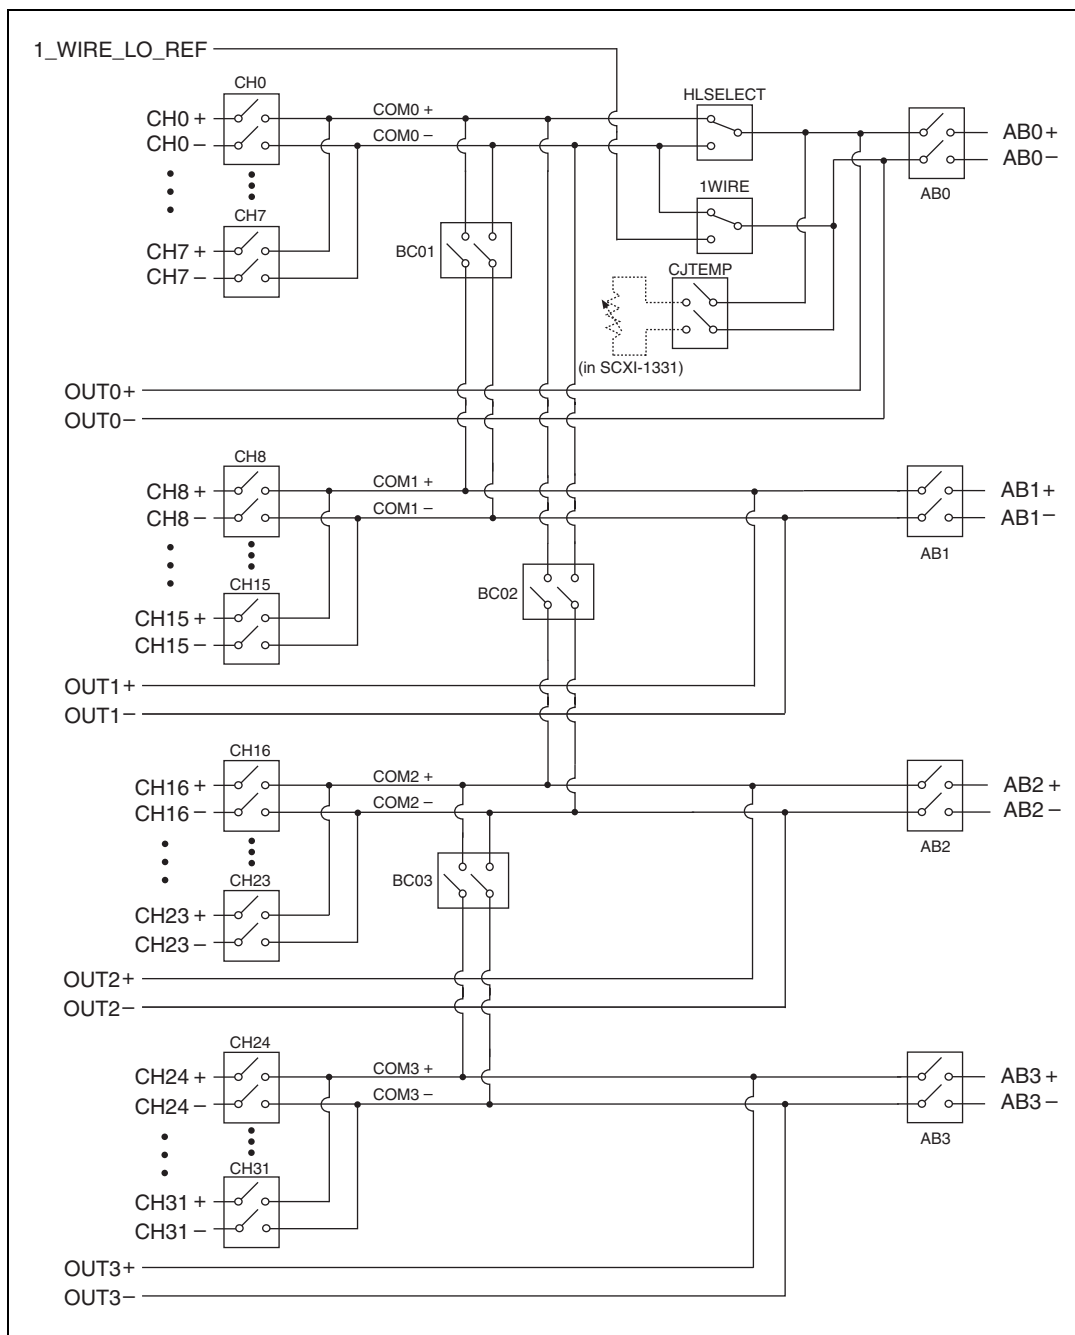 1_WIRE_LO_REF
CH0
HLSELECT
CH0+
COM0+
AB0+
CH0−
COM0−
AB0−
1WIRE
AB0
CH7
BC01
CH7+
CH7−
CJTEMP
(in SCXI-1331)
OUT0+
OUT0−
CH8
CH8+
COM1+
AB1+
CH8−
COM1−
AB1−
AB1
CH15
BC02
CH15+
CH15−
OUT1+
OUT1−
CH16
CH16+
COM2+
AB2+
CH16−
COM2−
AB2−
AB2
CH23
BC03
CH23+
CH23−
OUT2+
OUT2−
CH24
CH24+
COM3+
AB3+
CH24−
COM3−
AB3−
AB3
CH31
CH31+
CH31−
OUT3+
OUT3−